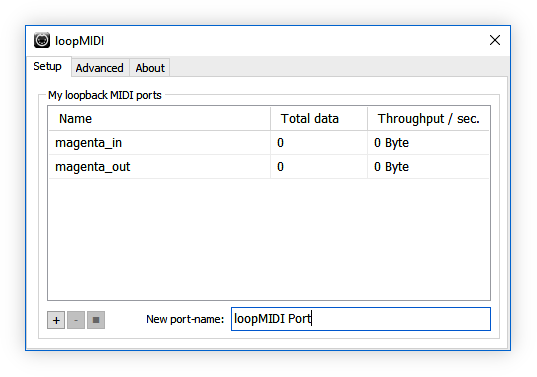 loopMIDI
Setup Advanced About
My loopback MIDI ports
Name Total data Throughput / sec.
magenta_in 0 0 Byte
magenta_out 0 0 Byte
+ - New port-name: loopMIDI Port